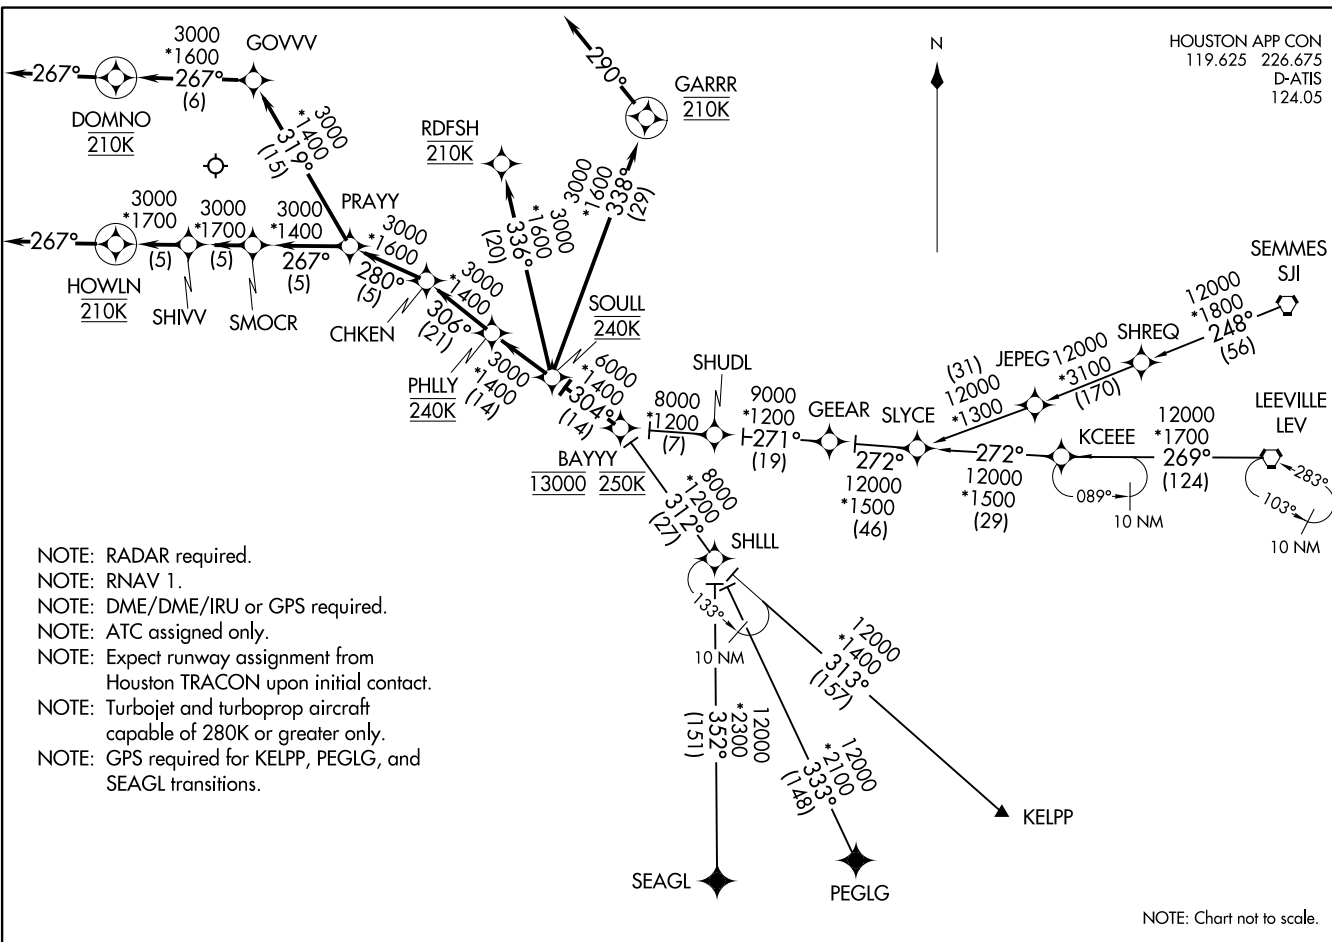 HOUSTON APP CON
119.625 226.675
D-ATIS
124.05
N
3000
*1600
267°
(6)
GOVVV
267°
DOMNO
210K
3000
*1400
319°
(15)
290°
GARRR
210K
RDFSH
210K
3000
*1600
336°
(20)
3000
*1600
338°
(29)
PRAYY
3000
*1700
(5)
3000
*1700
(5)
3000
*1400
267°
(5)
267°
HOWLN
210K
SHIVV
SMOCR
3000
*1600
280°
(5)
CHKEN
3000
*1400
306°
(21)
PHLLY
240K
3000
*1400
(14)
SOULL
240K
6000
*1400
304°
(14)
BAYYY
13000 250K
8000
*1200
(7)
SHUDL
9000
*1200
271°
(19)
GEEAR
SLYCE
272°
12000
*1500
(46)
(31)
12000
*1300
JEPEG
12000
*3100
(170)
SHREQ
12000
*1800
248°
(56)
SEMMES
SJI
272°
12000
*1500
(29)
KCEEE
089°
10 NM
12000
*1700
269°
(124)
LEEVILLE
LEV
283°
103°
10 NM
8000
*1200
312°
(27)
SHLLL
133°
10 NM
12000
*1400
313°
(157)
KELPP
12000
*2100
333°
(148)
PEGLG
12000
*2300
352°
(151)
SEAGL
NOTE: RADAR required.
NOTE: RNAV 1.
NOTE: DME/DME/IRU or GPS required.
NOTE: ATC assigned only.
NOTE: Expect runway assignment from
Houston TRACON upon initial contact.
NOTE: Turbojet and turboprop aircraft
capable of 280K or greater only.
NOTE: GPS required for KELPP, PEGLG, and
SEAGL transitions.
NOTE: Chart not to scale.